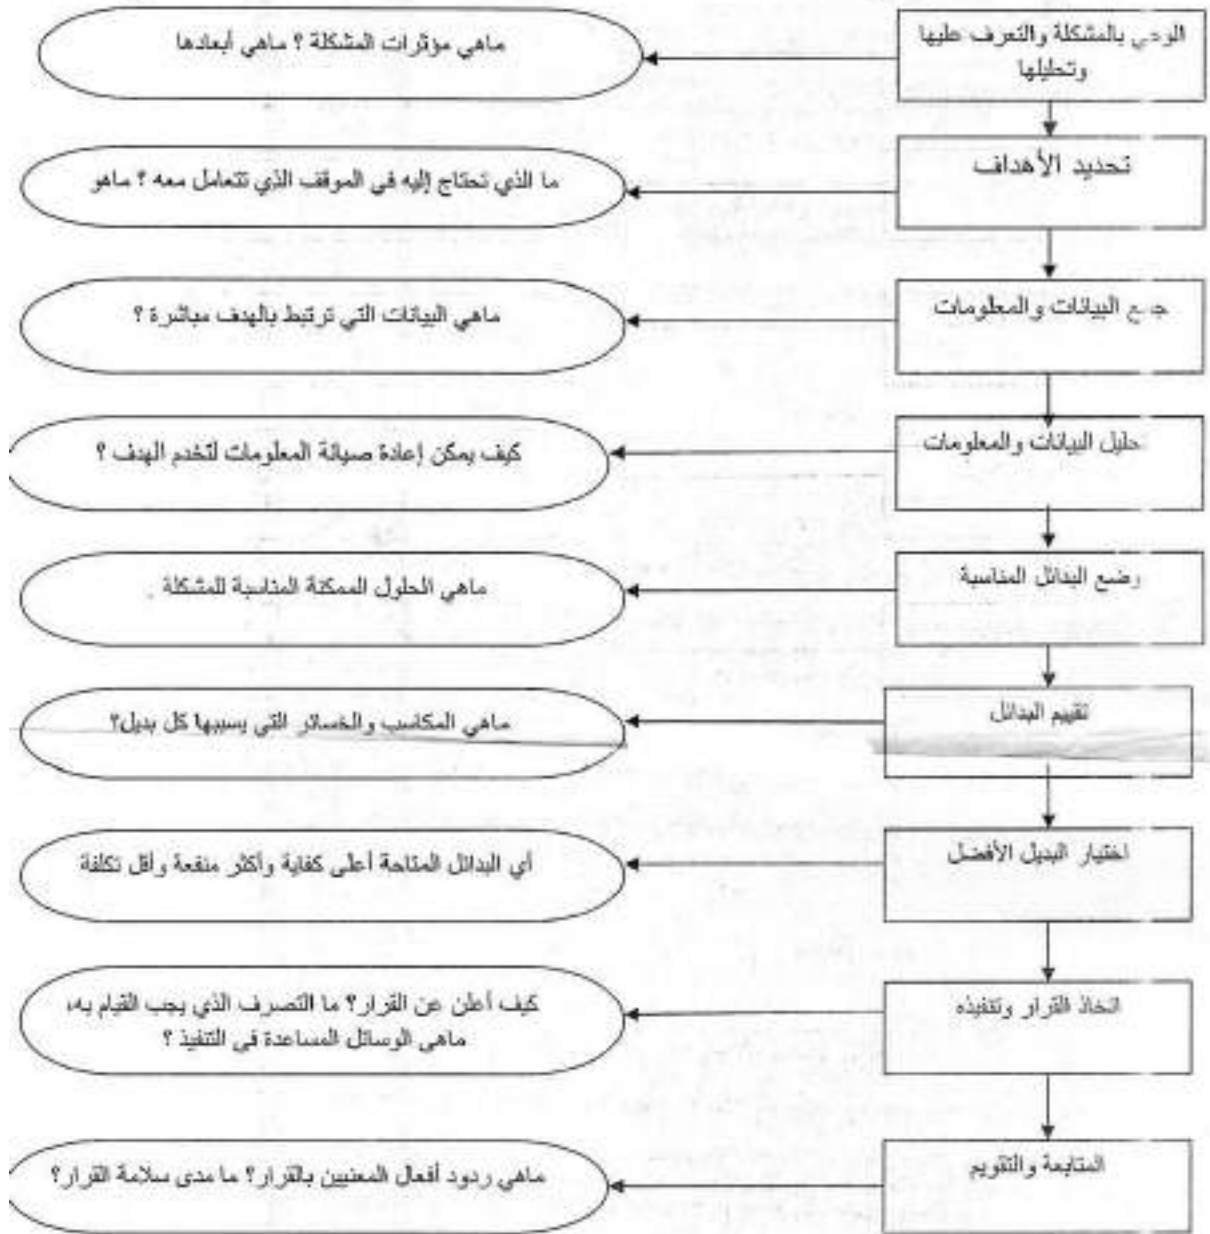 الوعي بالمشكلة والتعرف عليها
وتحليلها
ماهي مؤثرات المشكلة ؟ ماهي أبعادها
تحديد الأهداف
ما الذي تحتاج إليه في الموقف الذي تتعامل معه ؟ ماهو
جمع البيانات والمعلومات
ماهي البيانات التي ترتبط بالهدف مباشرة ؟
تحليل البيانات والمعلومات
كيف يمكن إعادة صياغة المعلومات لتخدم الهدف ؟
وضع البدائل المناسبة
ماهي الحلول الممكنة المناسبة للمشكلة .
تقييم البدائل
ماهي المكاسب والخسائر التي يسببها كل بديل؟
اختيار البديل الأفضل
أي البدائل المتاحة أعلى كفاية وأكثر منفعة وأقل تكلفة
اتخاذ القرار وتنفيذه
كيف أعلن عن القرار؟ ما التصرف الذي يجب القيام به،
ماهي الوسائل المساعدة في التنفيذ ؟
المتابعة والتقويم
ماهي ردود أفعال المعنيين بالقرار؟ ما مدى سلامة القرار؟